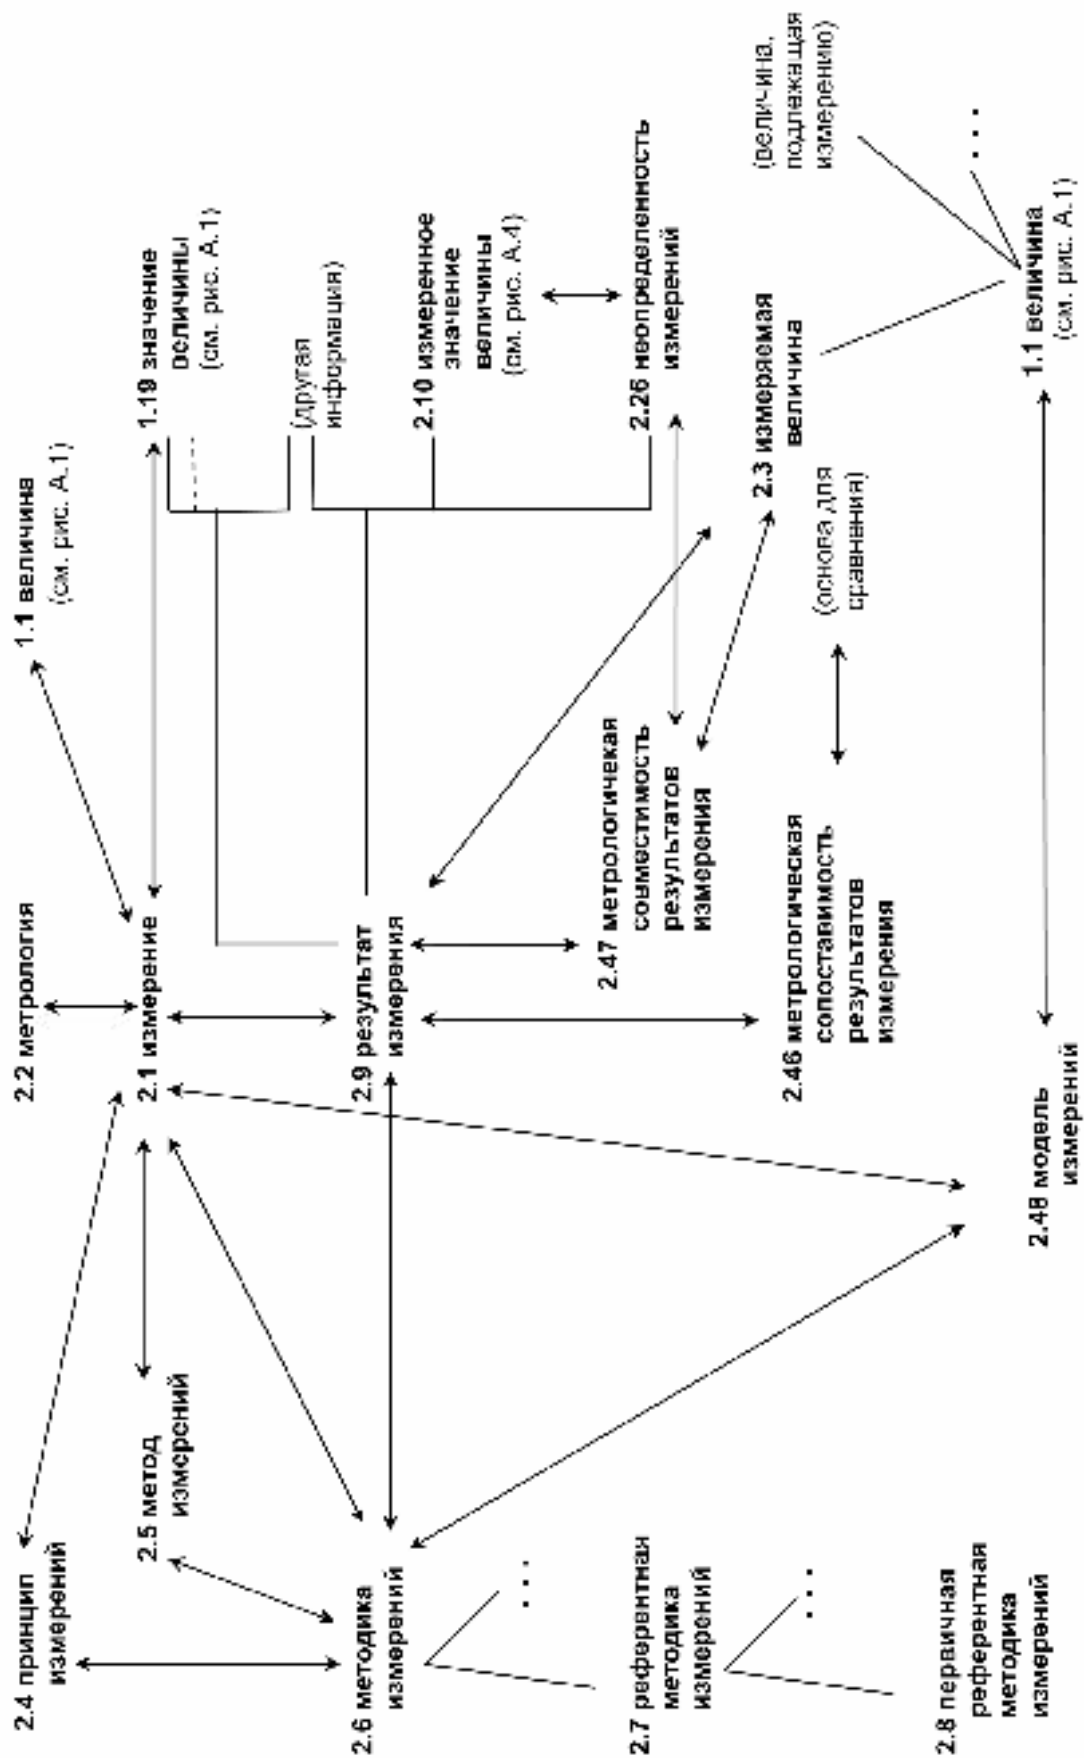 2.2 метрология
1.1 величина
(см. рис. А.1)
2.4 принцип
измерений
2.1 измерение
1.19 значение
величины
(см. рис. А.1)
2.5 метод
измерений
(другая
информация)
2.6 методика
измерений
2.9 результат
измерения
2.10 измеренное
значение
величины
(см. рис. А.4)
2.47 метрологичекая
совместимость
результатов
измерения
2.26 неопределенность
измерений
2.7 референтная
методика
измерений
...
2.3 измеряемая
величина
(величина,
подлежащая
измерению)
2.46 метрологическая
сопоставимость
результатов
измерения
(основа для
сравнения)
...
2.8 первичная
референтная
методика
измерений
...
2.48 модель
измерений
1.1 величина
(см. рис. А.1)